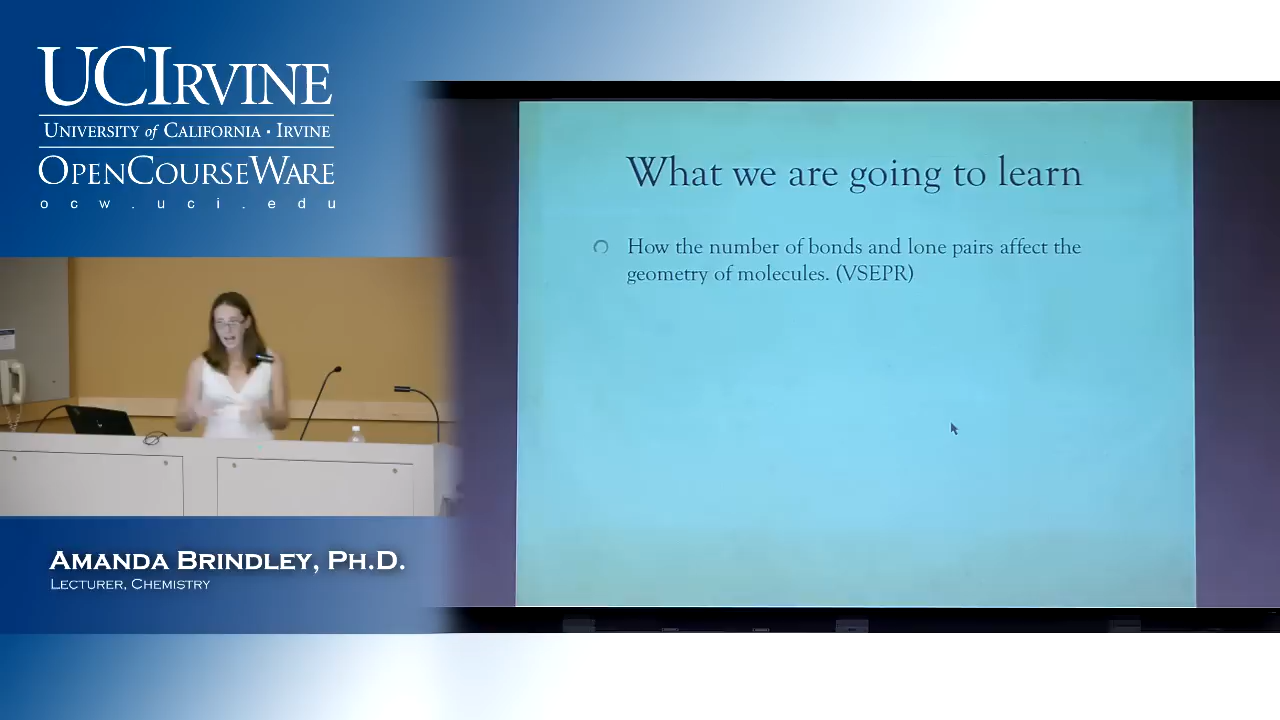 UCIRVINE
UNIVERSITY of CALIFORNIA · IRVINE
OPENCOURSEWARE
ocw.uci.edu
What we are going to learn
How the number of bonds and lone pairs affect the
geometry of molecules. (VSEPR)
AMANDA BRINDLEY, PH.D.
LECTURER, CHEMISTRY